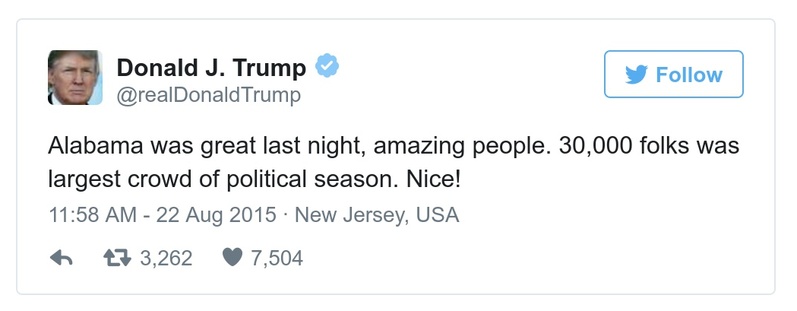 Donald J. Trump
@realDonaldTrump
Follow
Alabama was great last night, amazing people. 30,000 folks was
largest crowd of political season. Nice!
11:58 AM - 22 Aug 2015 · New Jersey, USA
3,262 7,504